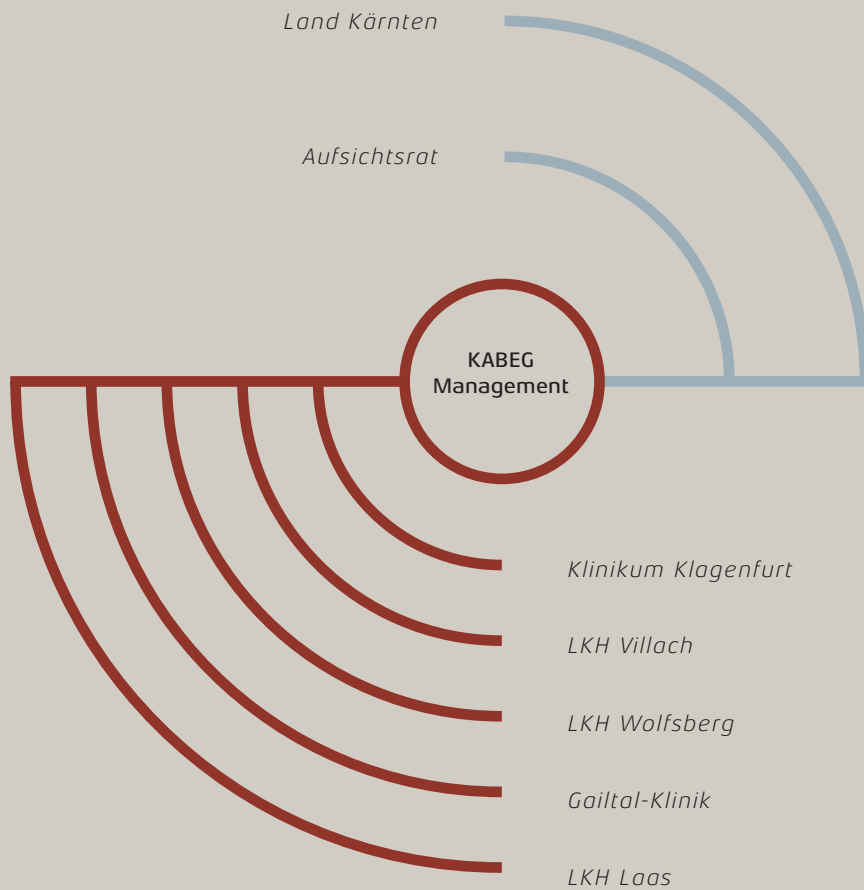 Land Kärnten
Aufsichtsrat
KABEG
Management
Klinikum Klagenfurt
LKH Villach
LKH Wolfsberg
Gailtal-Klinik
LKH Laas